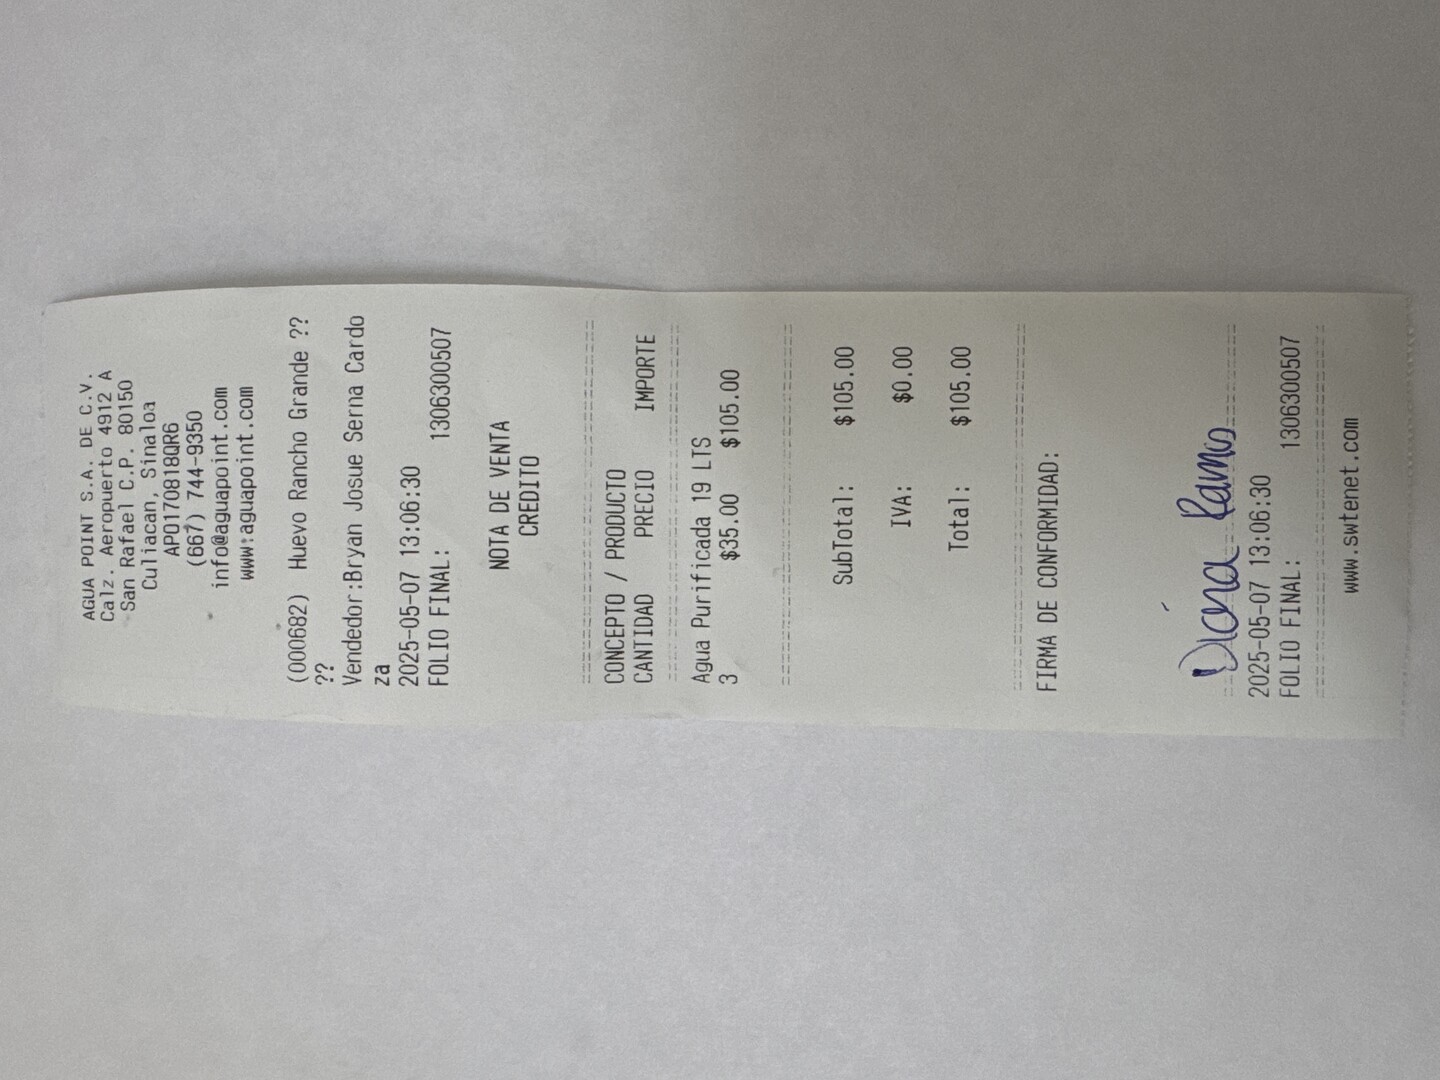 AGUA POINT S.A. DE C.V.
Calz. Aeropuerto 4912 A
San Rafael C.P. 80150
Culiacan, Sinaloa
APO170818QR6
(667) 744-9350
info@aguapoint.com
www:aguapoint.com
(000682) Huevo Rancho Grande ??
??
Vendedor:Bryan Josue Serna Cardo
za
2025-05-07 13:06:30
FOLIO FINAL: 1306300507
NOTA DE VENTA
CREDITO
CONCEPTO / PRODUCTO
CANTIDAD PRECIO IMPORTE
Agua Purificada 19 LTS
3 $35.00 $105.00
SubTotal: $105.00
IVA: $0.00
Total: $105.00
FIRMA DE CONFORMIDAD:
Diana Ramos
2025-05-07 13:06:30
FOLIO FINAL: 1306300507
www.swtenet.com